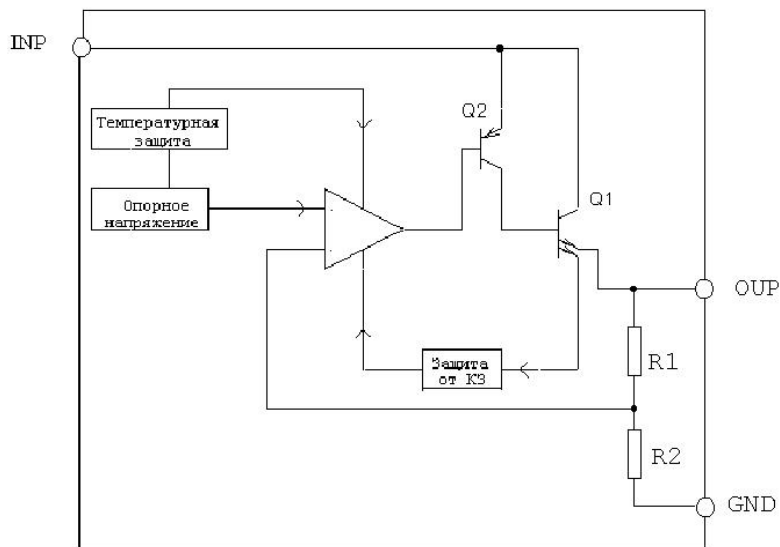 INP
Q2
Температурная
защита
Q1
Опорное
напряжение
OUP
Защита
от КЗ
R1
R2
GND